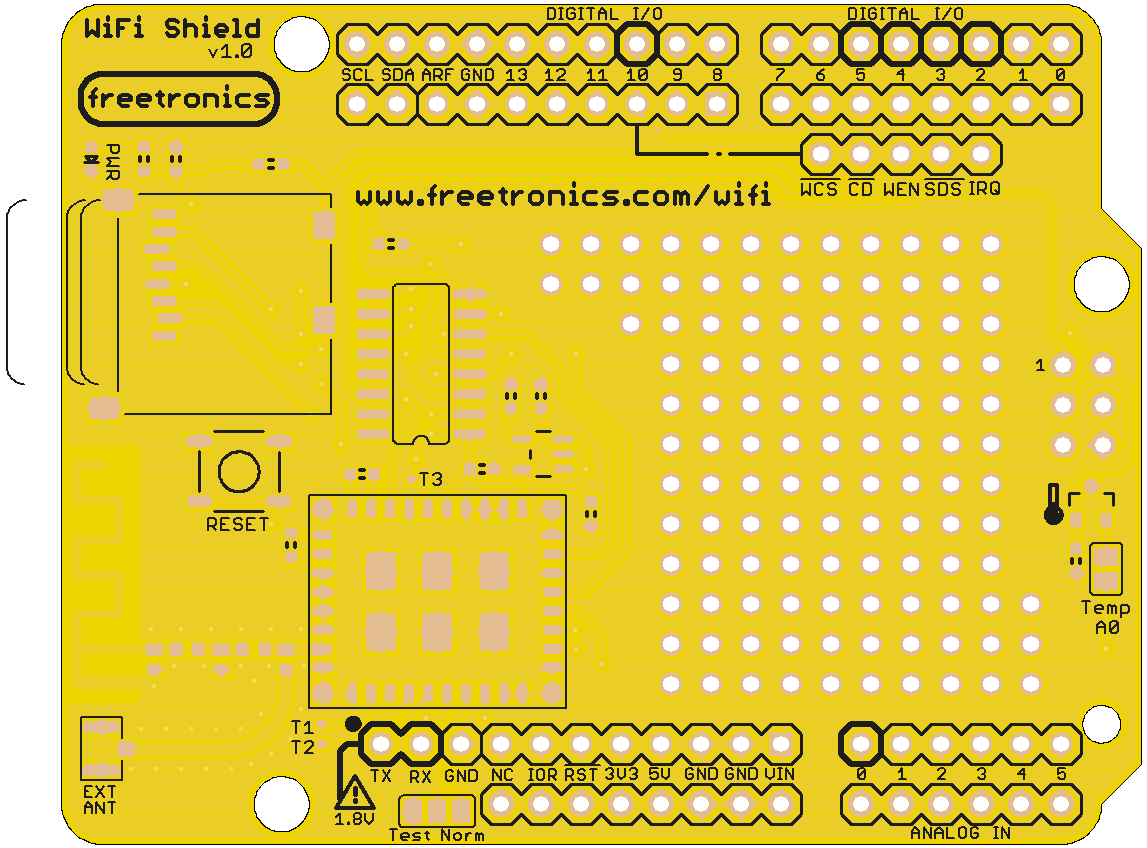 WiFi Shield
v1.0
freetronics
DIGITAL I/O
DIGITAL I/O
SCL SDA ARF GND 13 12 11 10 9 8
7 6 5 4 3 2 1 0
PWR
WCS CD WEN SDS IRQ
www.freetronics.com/wifi
1
T3
RESET
Temp
A0
T1
T2
TX RX GND NC IOR RST 3V3 5V GND GND VIN
0 1 2 3 4 5
EXT
ANT
!
1.8V
Test Norm
ANALOG IN